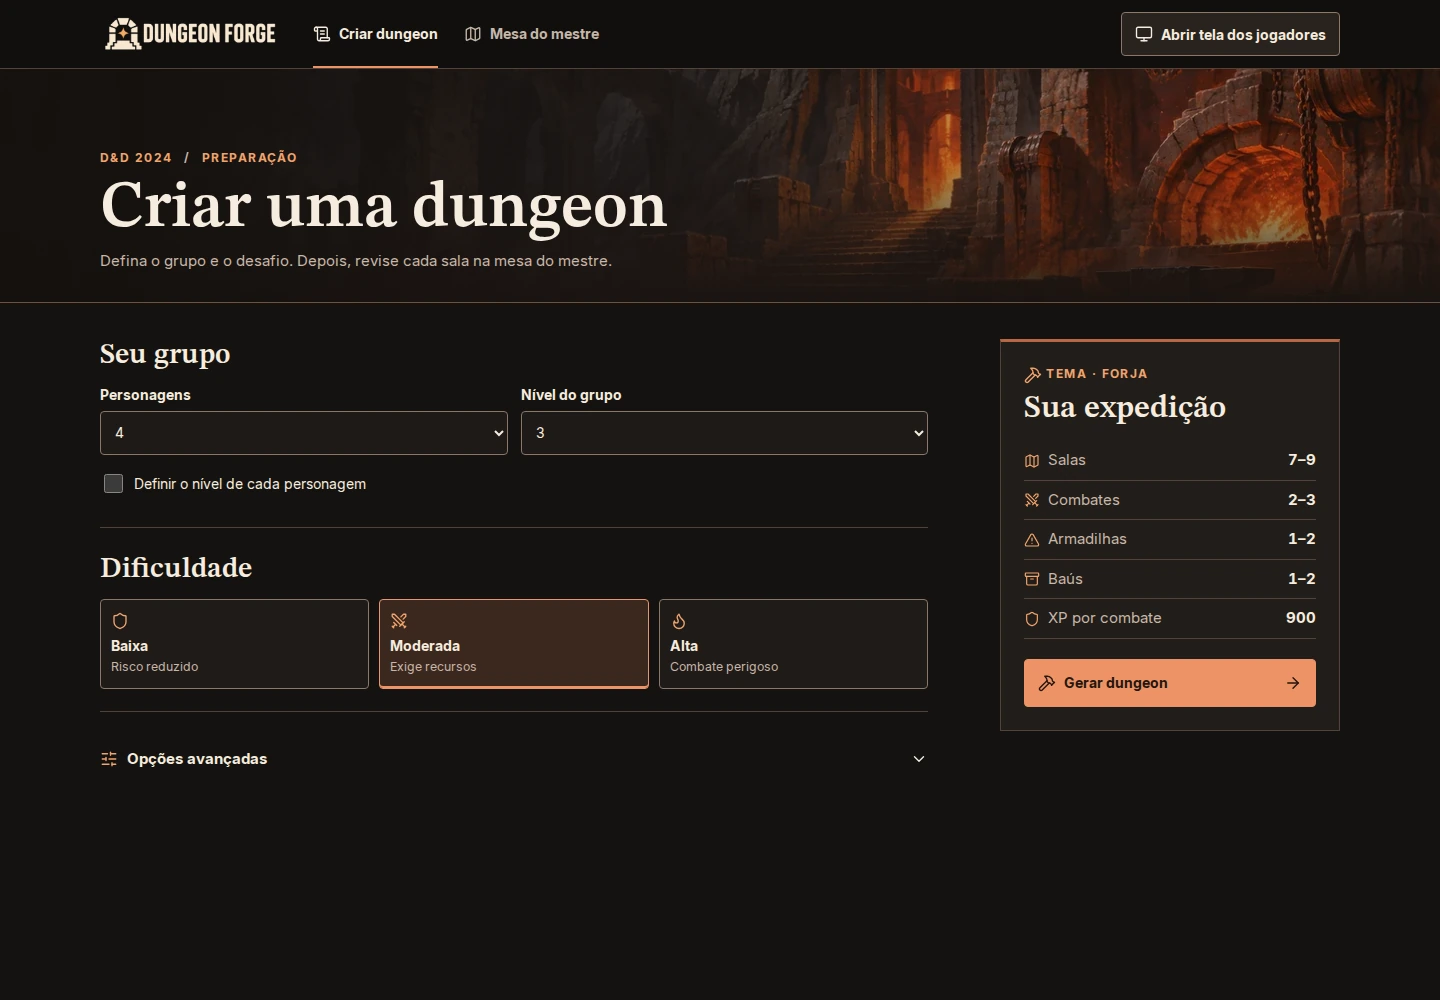 DUNGEON FORGE
Criar dungeon
Mesa do mestre
Abrir tela dos jogadores
D&D 2024 / PREPARAÇÃO
Criar uma dungeon
Defina o grupo e o desafio. Depois, revise cada sala na mesa do mestre.
Seu grupo
Personagens
4
Nível do grupo
3
Definir o nível de cada personagem
Dificuldade
Baixa
Risco reduzido
Moderada
Exige recursos
Alta
Combate perigoso
Opções avançadas
TEMA · FORJA
Sua expedição
Salas 7–9
Combates 2–3
Armadilhas 1–2
Baús 1–2
XP por combate 900
Gerar dungeon